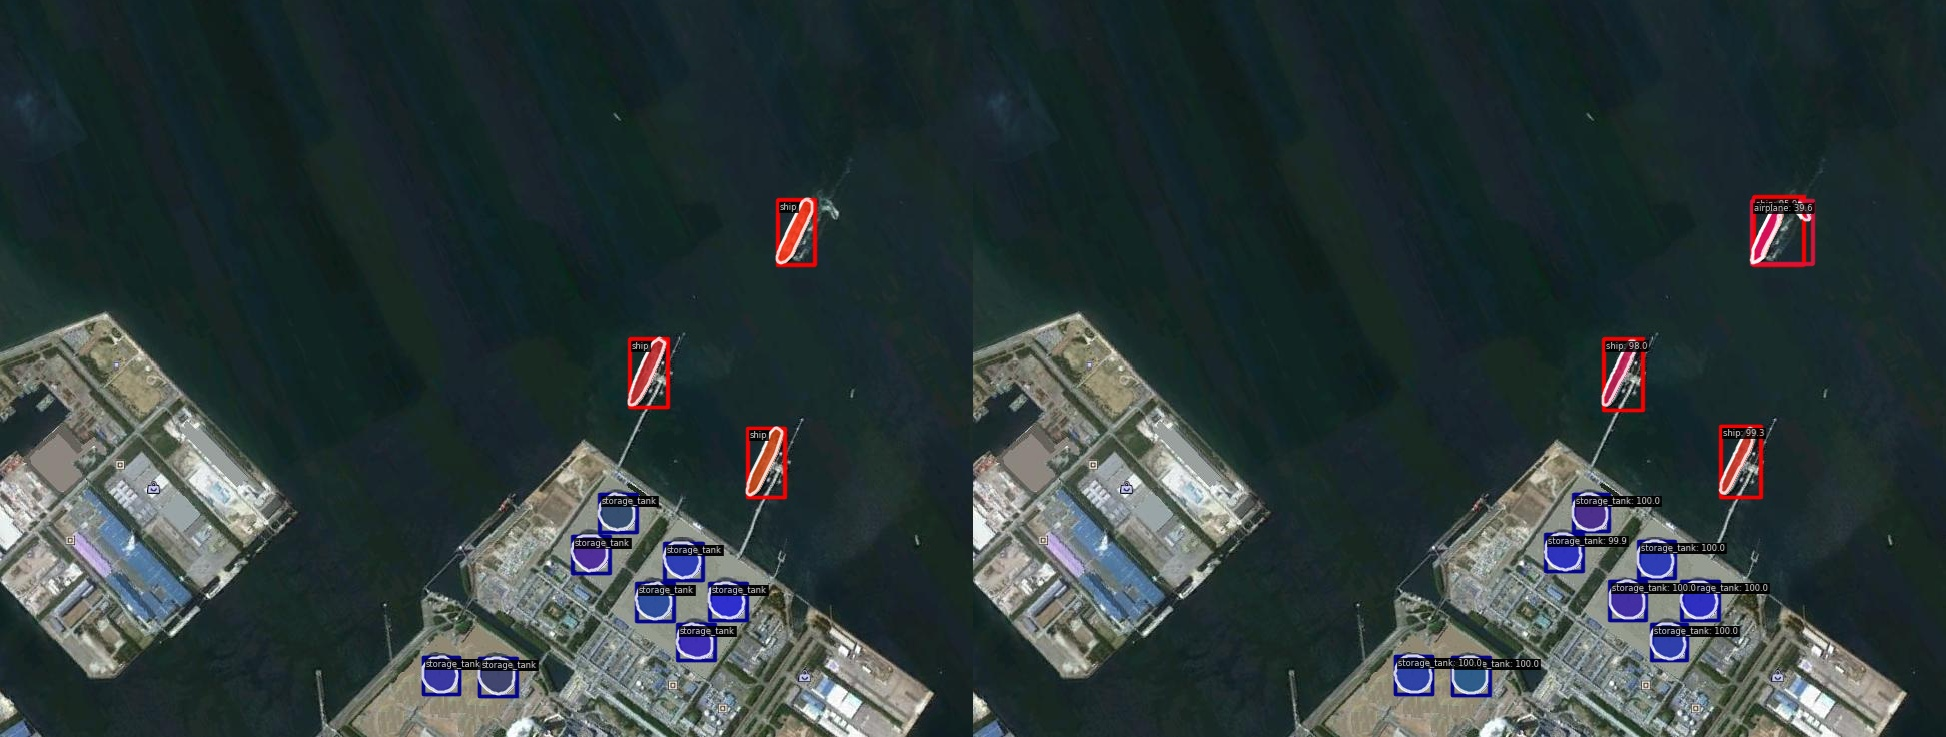 ship
ship
ship
storage_tank
storage_tank
storage_tank
storage_tank
storage_tank
storage_tank
storage_tank
storage_tank
airplane: 39.6
ship: 98.0
ship: 99.3
storage_tank: 100.0
storage_tank: 99.9
storage_tank: 100.0
storage_tank: 100.0
rage_tank: 100.0
storage_tank: 100.0
storage_tank: 100.0
e_tank: 100.0